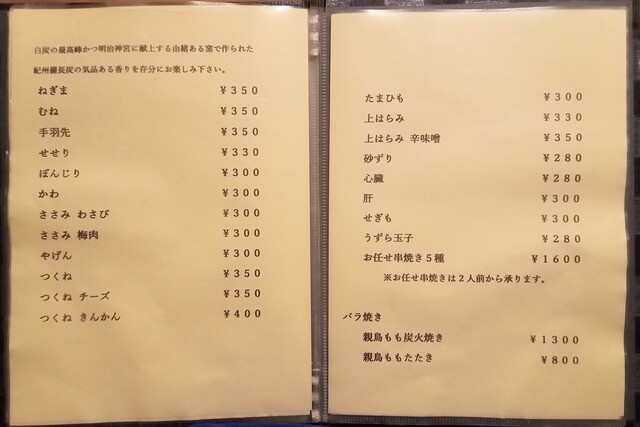 白炭の最高峰かつ明治神宮に献上する由緒ある窯で作られた
紀州備長炭の気品ある香りを存分にお楽しみ下さい。
ねぎま ¥350
むね ¥350
手羽先 ¥350
せせり ¥330
ぼんじり ¥300
かわ ¥300
ささみ わさび ¥300
ささみ 梅肉 ¥300
やげん ¥300
つくね ¥350
つくね チーズ ¥350
つくね きんかん ¥400
たまひも ¥300
上はらみ ¥330
上はらみ 辛味噌 ¥350
砂ずり ¥280
心臓 ¥280
肝 ¥300
せぎも ¥300
うずら玉子 ¥280
お任せ串焼き5種 ¥1600
※お任せ串焼きは2人前から承ります。
バラ焼き
親鳥もも炭火焼き ¥1300
親鳥ももたたき ¥800